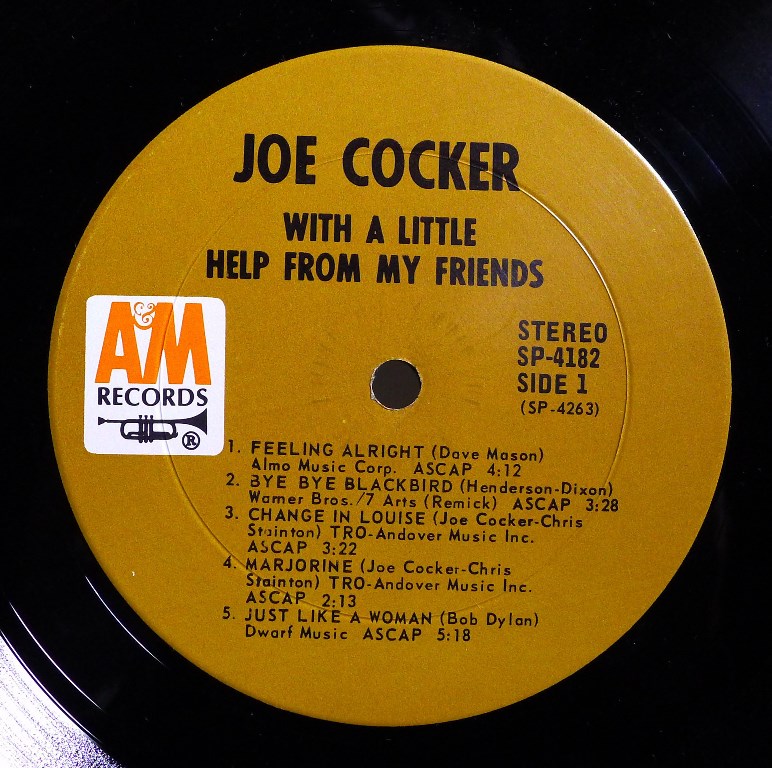 JOE COCKER
WITH A LITTLE
HELP FROM MY FRIENDS
A&M
RECORDS
®
STEREO
SP-4182
SIDE 1
(SP-4263)
1. FEELING ALRIGHT (Dave Mason)
Almo Music Corp. ASCAP 4:12
2. BYE BYE BLACKBIRD (Henderson-Dixon)
Warner Bros./7 Arts (Remick) ASCAP 3:28
3. CHANGE IN LOUISE (Joe Cocker-Chris
Stainton) TRO-Andover Music Inc.
ASCAP 3:22
4. MARJORINE (Joe Cocker-Chris
Stainton) TRO-Andover Music Inc.
ASCAP 2:13
5. JUST LIKE A WOMAN (Bob Dylan)
Dwarf Music ASCAP 5:18